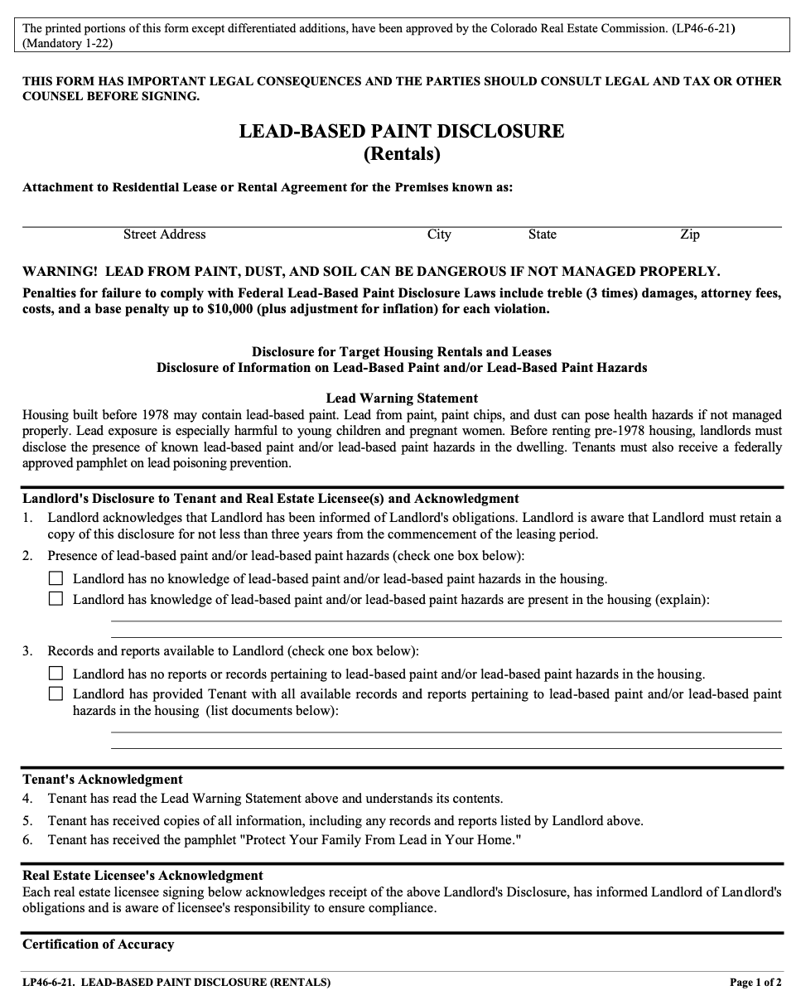 The printed portions of this form except differentiated additions, have been approved by the Colorado Real Estate Commission. (LP46-6-21)
(Mandatory 1-22)
THIS FORM HAS IMPORTANT LEGAL CONSEQUENCES AND THE PARTIES SHOULD CONSULT LEGAL AND TAX OR OTHER
COUNSEL BEFORE SIGNING.
LEAD-BASED PAINT DISCLOSURE
(Rentals)
Attachment to Residential Lease or Rental Agreement for the Premises known as:
Street Address City State Zip
WARNING! LEAD FROM PAINT, DUST, AND SOIL CAN BE DANGEROUS IF NOT MANAGED PROPERLY.
Penalties for failure to comply with Federal Lead-Based Paint Disclosure Laws include treble (3 times) damages, attorney fees,
costs, and a base penalty up to $10,000 (plus adjustment for inflation) for each violation.
Disclosure for Target Housing Rentals and Leases
Disclosure of Information on Lead-Based Paint and/or Lead-Based Paint Hazards
Lead Warning Statement
Housing built before 1978 may contain lead-based paint. Lead from paint, paint chips, and dust can pose health hazards if not managed
properly. Lead exposure is especially harmful to young children and pregnant women. Before renting pre-1978 housing, landlords must
disclose the presence of known lead-based paint and/or lead-based paint hazards in the dwelling. Tenants must also receive a federally
approved pamphlet on lead poisoning prevention.
Landlord's Disclosure to Tenant and Real Estate Licensee(s) and Acknowledgment
1. Landlord acknowledges that Landlord has been informed of Landlord's obligations. Landlord is aware that Landlord must retain a
copy of this disclosure for not less than three years from the commencement of the leasing period.
2. Presence of lead-based paint and/or lead-based paint hazards (check one box below):
Landlord has no knowledge of lead-based paint and/or lead-based paint hazards in the housing.
Landlord has knowledge of lead-based paint and/or lead-based paint hazards are present in the housing (explain):
3. Records and reports available to Landlord (check one box below):
Landlord has no reports or records pertaining to lead-based paint and/or lead-based paint hazards in the housing.
Landlord has provided Tenant with all available records and reports pertaining to lead-based paint and/or lead-based paint
hazards in the housing (list documents below):
Tenant's Acknowledgment
4. Tenant has read the Lead Warning Statement above and understands its contents.
5. Tenant has received copies of all information, including any records and reports listed by Landlord above.
6. Tenant has received the pamphlet "Protect Your Family From Lead in Your Home."
Real Estate Licensee's Acknowledgment
Each real estate licensee signing below acknowledges receipt of the above Landlord's Disclosure, has informed Landlord of Landlord's
obligations and is aware of licensee's responsibility to ensure compliance.
Certification of Accuracy
LP46-6-21. LEAD-BASED PAINT DISCLOSURE (RENTALS) Page 1 of 2